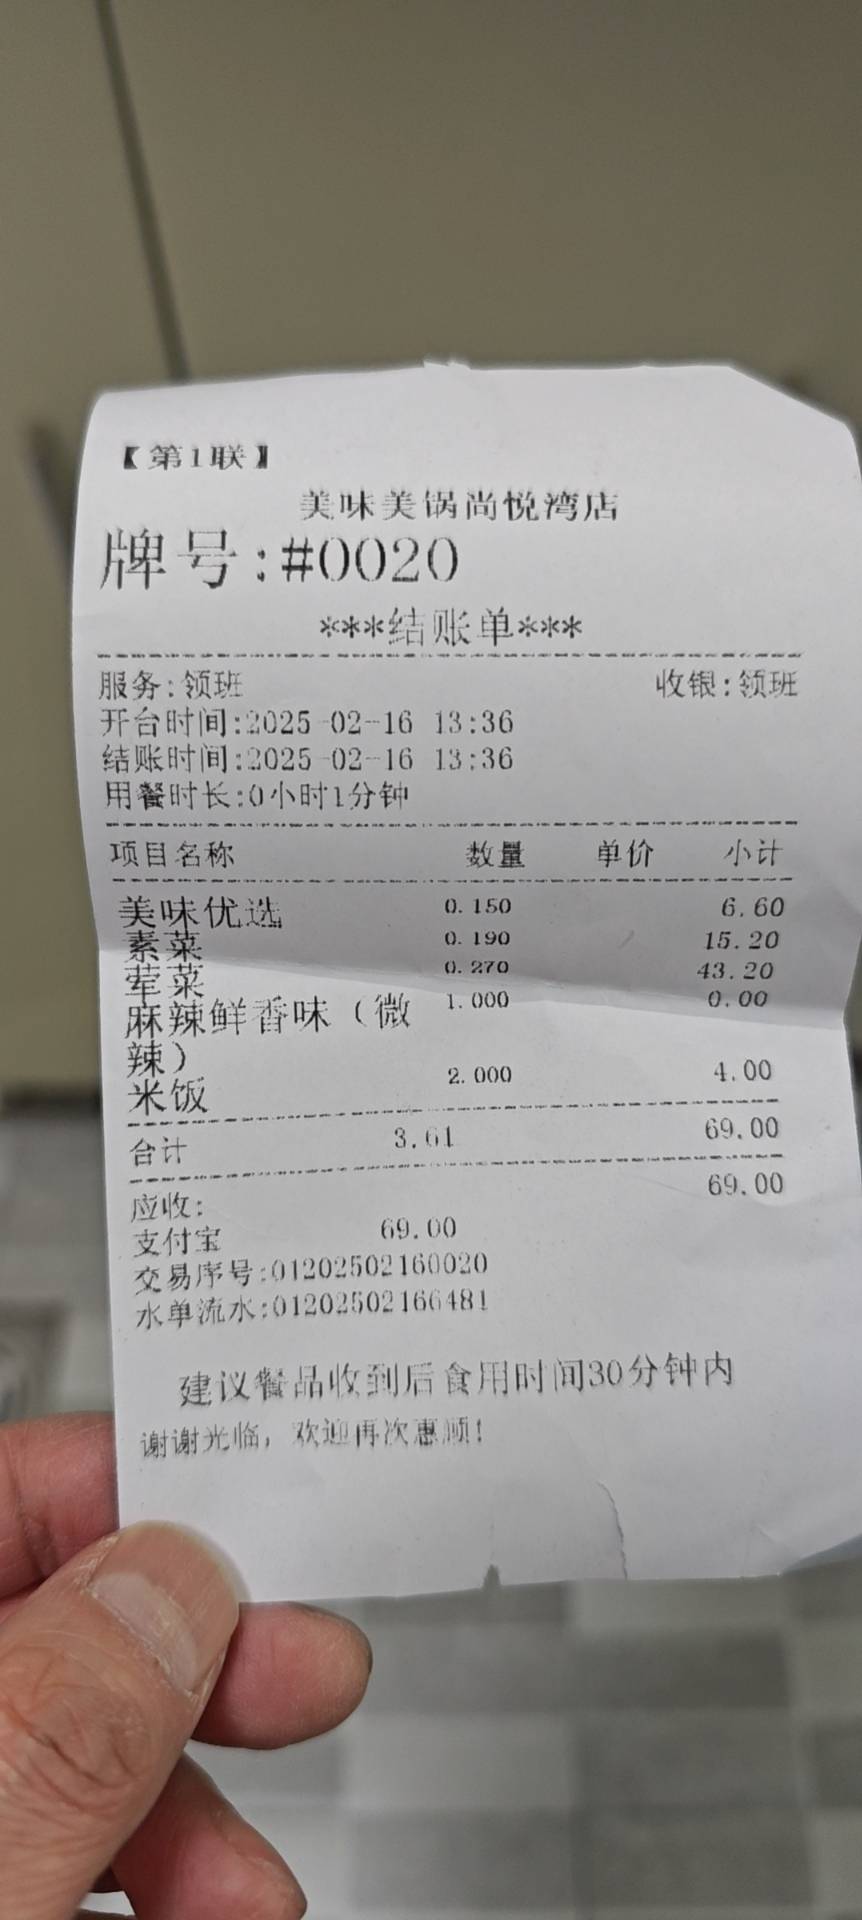 【第1联】
美味美锅尚悦湾店
牌号:#0020
***结账单***
服务:领班 收银:领班
开台时间:2025-02-16 13:36
结账时间:2025-02-16 13:36
用餐时长:0小时1分钟
项目名称 数量 单价 小计
美味优选 0.150 6.60
素菜 0.190 15.20
荤菜 0.270 43.20
麻辣鲜香味（微 1.000 0.00
辣）
米饭 2.000 4.00
合计 3.61 69.00
应收: 69.00
支付宝 69.00
交易序号:01202502160020
水单流水:01202502166481
建议餐品收到后食用时间30分钟内
谢谢光临, 欢迎再次惠顾!